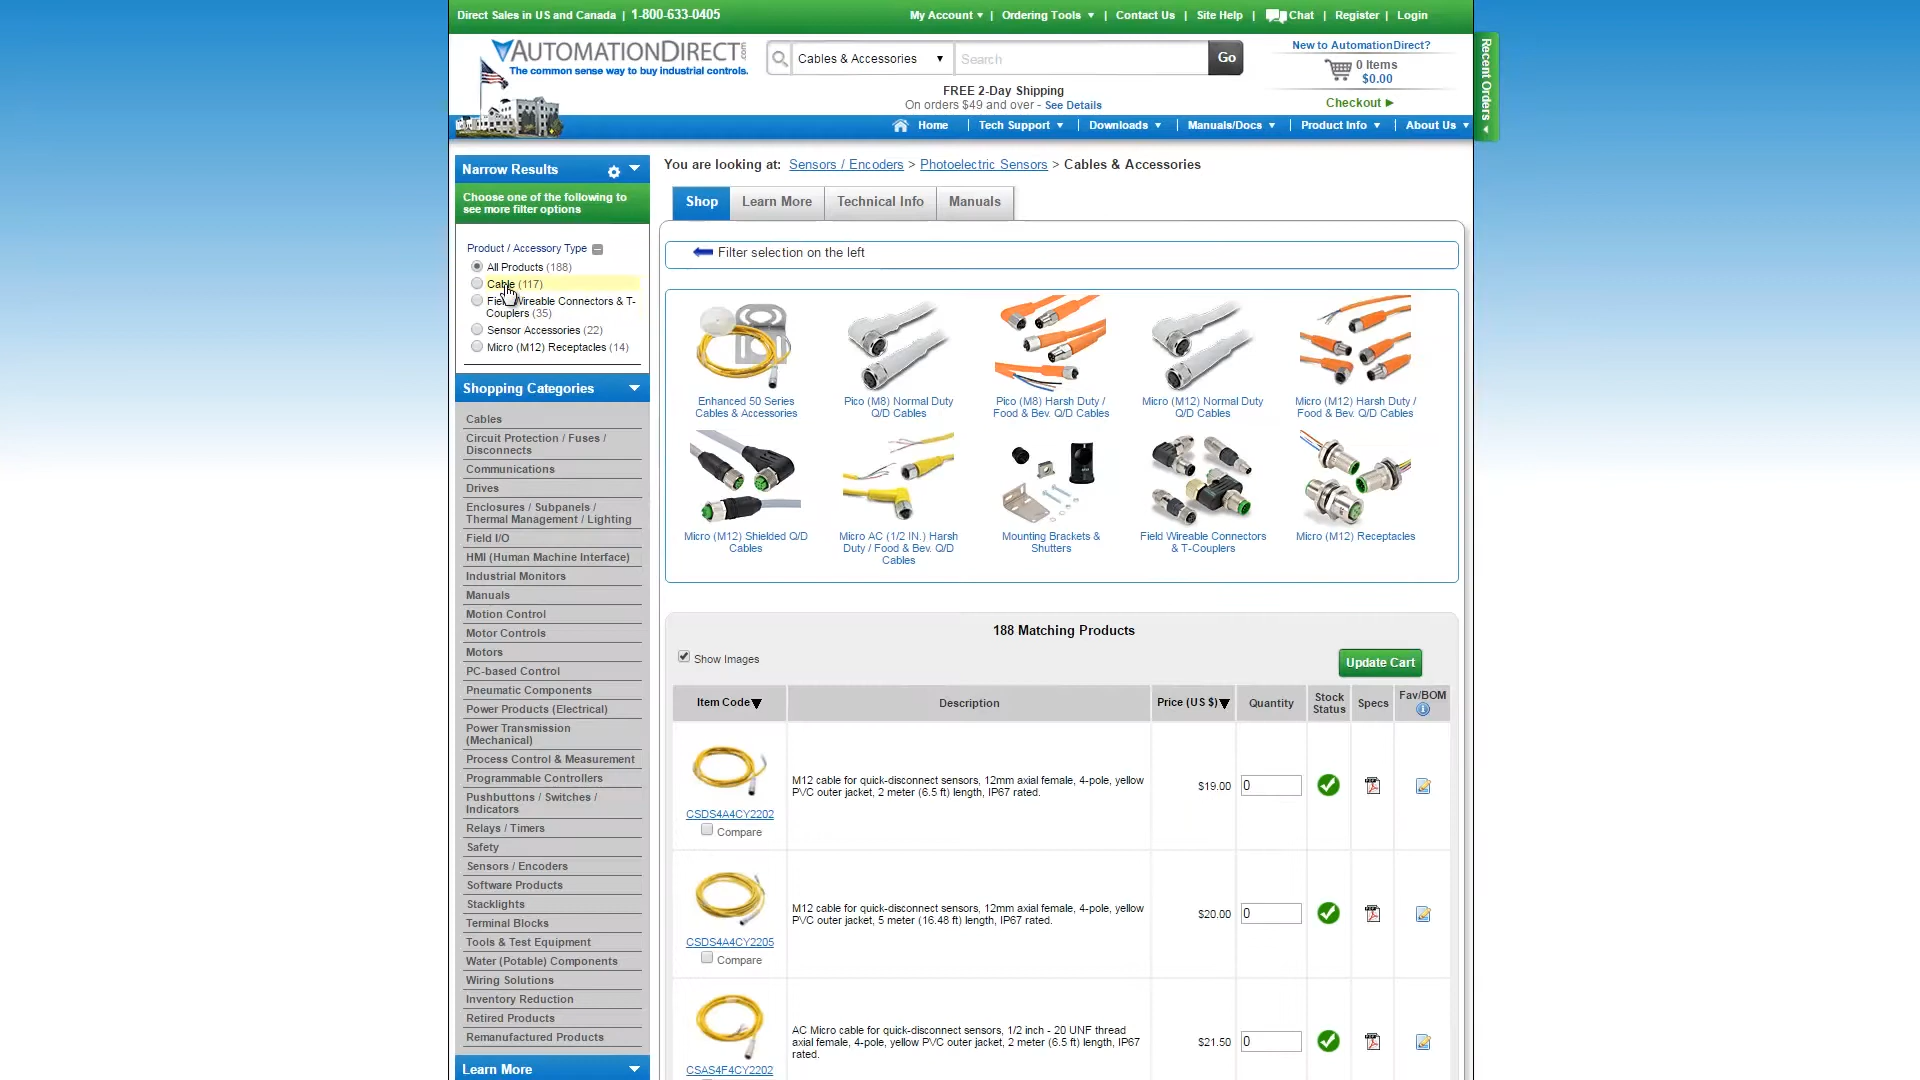 Direct Sales in US and Canada | 1-800-633-0405
My Account ▾ | Ordering Tools ▾ | Contact Us | Site Help | Chat | Register | Login
AUTOMATIONDIRECT.com
The common sense way to buy industrial controls.
Cables & Accessories ▾ Search Go
FREE 2-Day Shipping
On orders $49 and over - See Details
New to AutomationDirect?
0 Items
$0.00
Checkout ►
Recent Orders
Home | Tech Support ▾ | Downloads ▾ | Manuals/Docs ▾ | Product Info ▾ | About Us ▾
Narrow Results
Choose one of the following to
see more filter options
Product / Accessory Type
All Products (188)
Cable (117)
Field Wireable Connectors & T-
Couplers (35)
Sensor Accessories (22)
Micro (M12) Receptacles (14)
Shopping Categories
Cables
Circuit Protection / Fuses /
Disconnects
Communications
Drives
Enclosures / Subpanels /
Thermal Management / Lighting
Field I/O
HMI (Human Machine Interface)
Industrial Monitors
Manuals
Motion Control
Motor Controls
Motors
PC-based Control
Pneumatic Components
Power Products (Electrical)
Power Transmission
(Mechanical)
Process Control & Measurement
Programmable Controllers
Pushbuttons / Switches /
Indicators
Relays / Timers
Safety
Sensors / Encoders
Software Products
Stacklights
Terminal Blocks
Tools & Test Equipment
Water (Potable) Components
Wiring Solutions
Inventory Reduction
Retired Products
Remanufactured Products
Learn More
You are looking at: Sensors / Encoders > Photoelectric Sensors > Cables & Accessories
Shop Learn More Technical Info Manuals
Filter selection on the left
Enhanced 50 Series
Cables & Accessories
Pico (M8) Normal Duty
Q/D Cables
Pico (M8) Harsh Duty /
Food & Bev. Q/D Cables
Micro (M12) Normal Duty
Q/D Cables
Micro (M12) Harsh Duty /
Food & Bev. Q/D Cables
Micro (M12) Shielded Q/D
Cables
Micro AC (1/2 IN.) Harsh
Duty / Food & Bev. Q/D
Cables
Mounting Brackets &
Shutters
Field Wireable Connectors
& T-Couplers
Micro (M12) Receptacles
188 Matching Products
Show Images
Update Cart
Item Code▼ Description Price (US $)▼ Quantity Stock Status Specs Fav/BOM
M12 cable for quick-disconnect sensors, 12mm axial female, 4-pole, yellow
PVC outer jacket, 2 meter (6.5 ft) length, IP67 rated.
$19.00 0
CSDS4A4CY2202
Compare
M12 cable for quick-disconnect sensors, 12mm axial female, 4-pole, yellow
PVC outer jacket, 5 meter (16.48 ft) length, IP67 rated.
$20.00 0
CSDS4A4CY2205
Compare
AC Micro cable for quick-disconnect sensors, 1/2 inch - 20 UNF thread
axial female, 4-pole, yellow PVC outer jacket, 2 meter (6.5 ft) length, IP67
rated.
$21.50 0
CSAS4F4CY2202